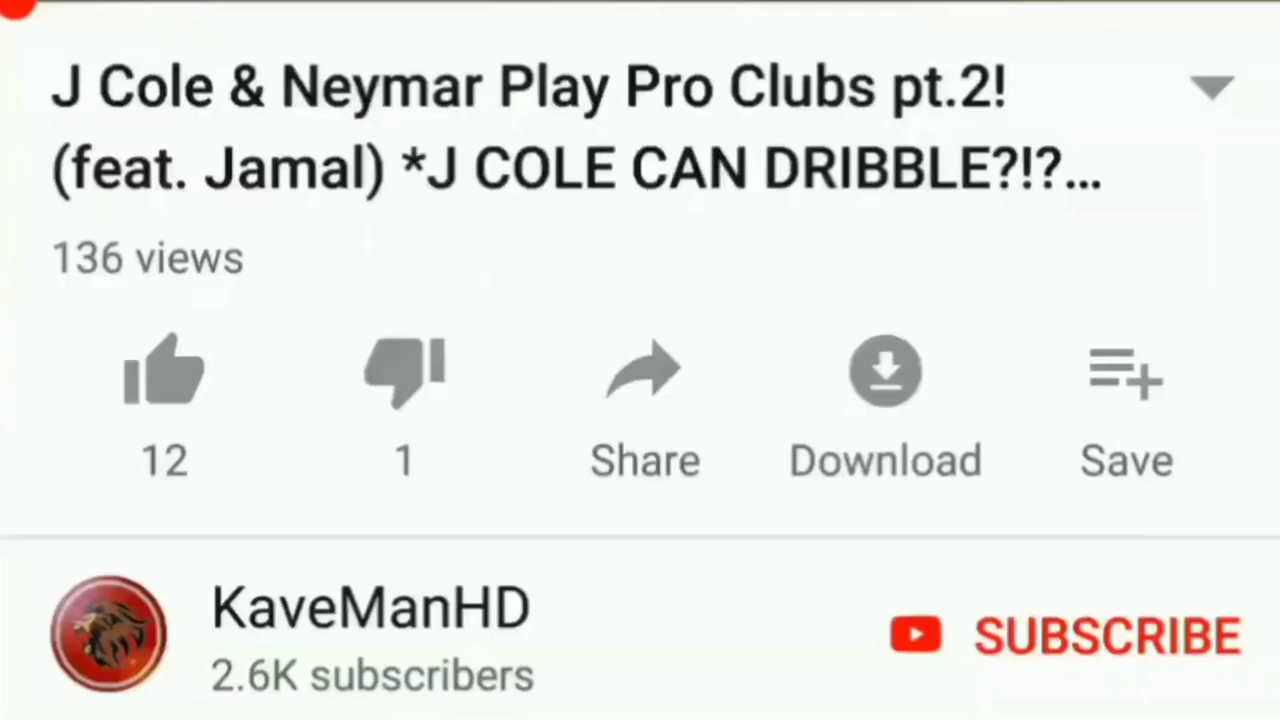 J Cole & Neymar Play Pro Clubs pt.2!
(feat. Jamal) *J COLE CAN DRIBBLE?!?...
136 views
12
1
Share
Download
Save
KaveManHD
SUBSCRIBE
2.6K subscribers